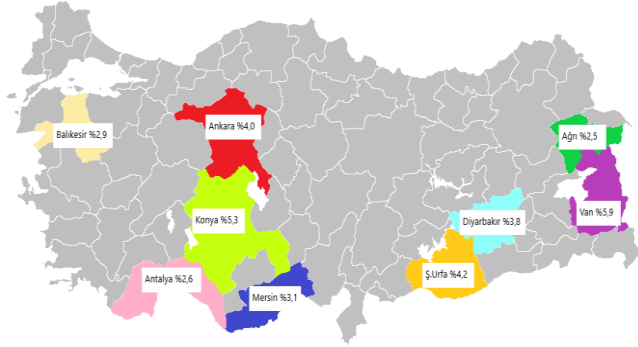 Balıkesir %2,9
Ankara %4,0
Ağrı %2,5
Konya %5,3
Diyarbakır %3,8
Van %5,9
Antalya %2,6
Mersin %3,1
Ş.Urfa %4,2